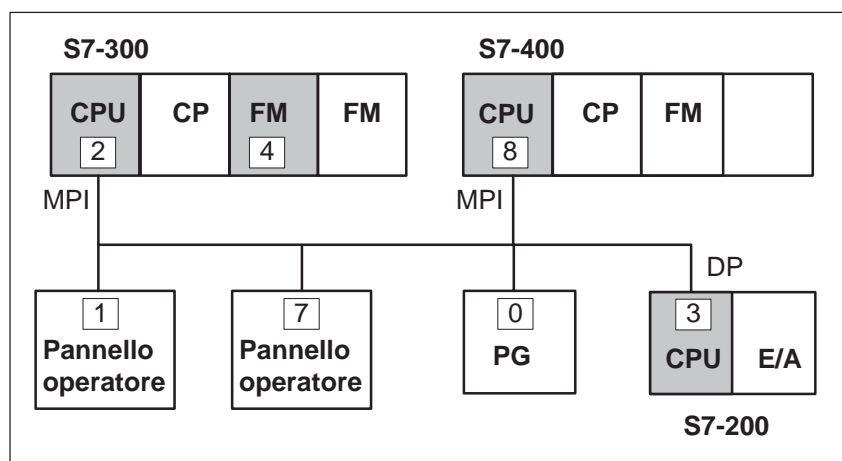 S7-300
S7-400
CPU CP FM FM
2 4
CPU CP FM
8
MPI
MPI
DP
1
Pannello
operatore
7
Pannello
operatore
0
PG
3
CPU E/A
S7-200